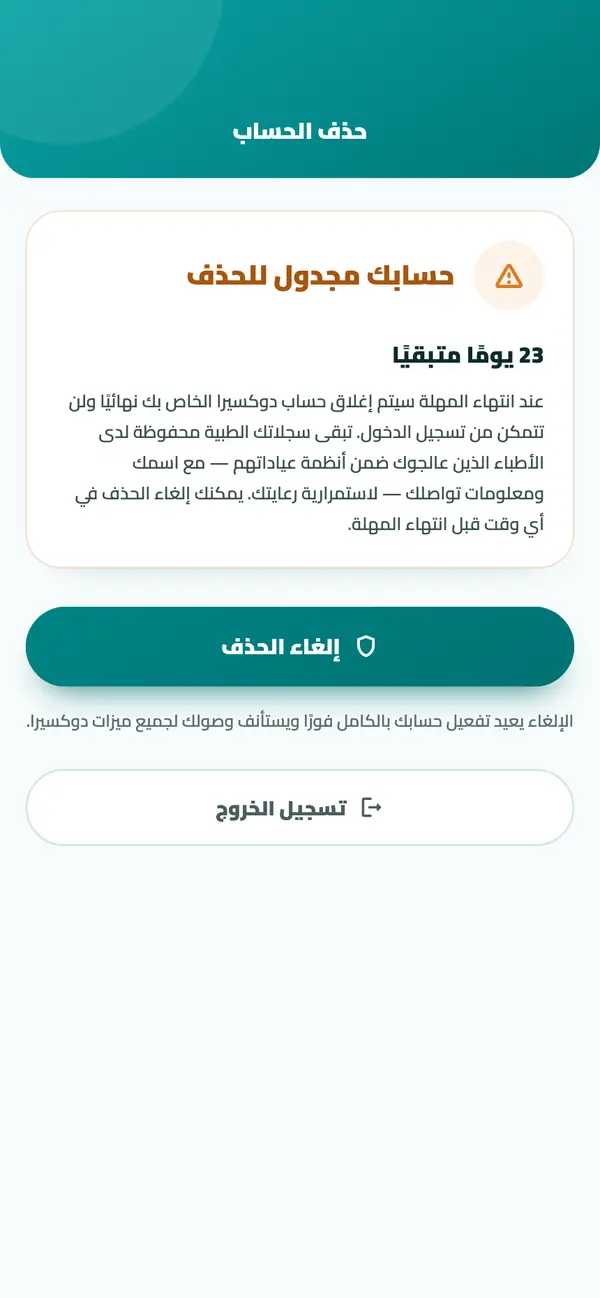 حذف الحساب
حسابك مجدول للحذف
23 يومًا متبقيًا
عند انتهاء المهلة سيتم إغلاق حساب دوكسيرا الخاص بك نهائيًا ولن
تتمكن من تسجيل الدخول. تبقى سجلاتك الطبية محفوظة لدى
الأطباء الذين عالجوك ضمن أنظمة عياداتهم — مع اسمك
ومعلومات تواصلك — لاستمرارية رعايتك. يمكنك إلغاء الحذف في
أي وقت قبل انتهاء المهلة.
إلغاء الحذف
الإلغاء يعيد تفعيل حسابك بالكامل فورًا ويستأنف وصولك لجميع ميزات دوكسيرا.
تسجيل الخروج